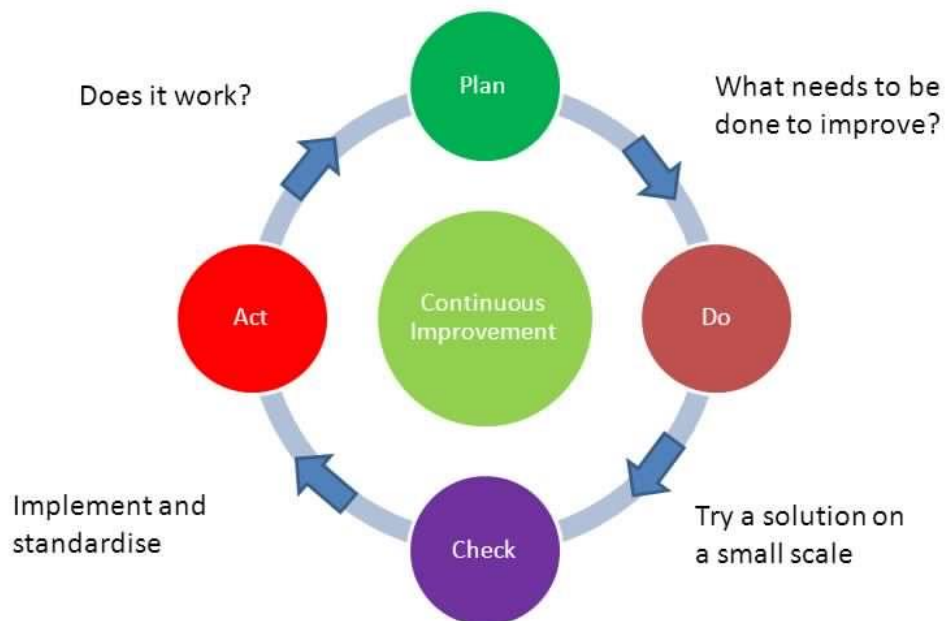 Plan
Does it work?
What needs to be
done to improve?
Act
Continuous
Improvement
Do
Implement and
standardise
Check
Try a solution on
a small scale